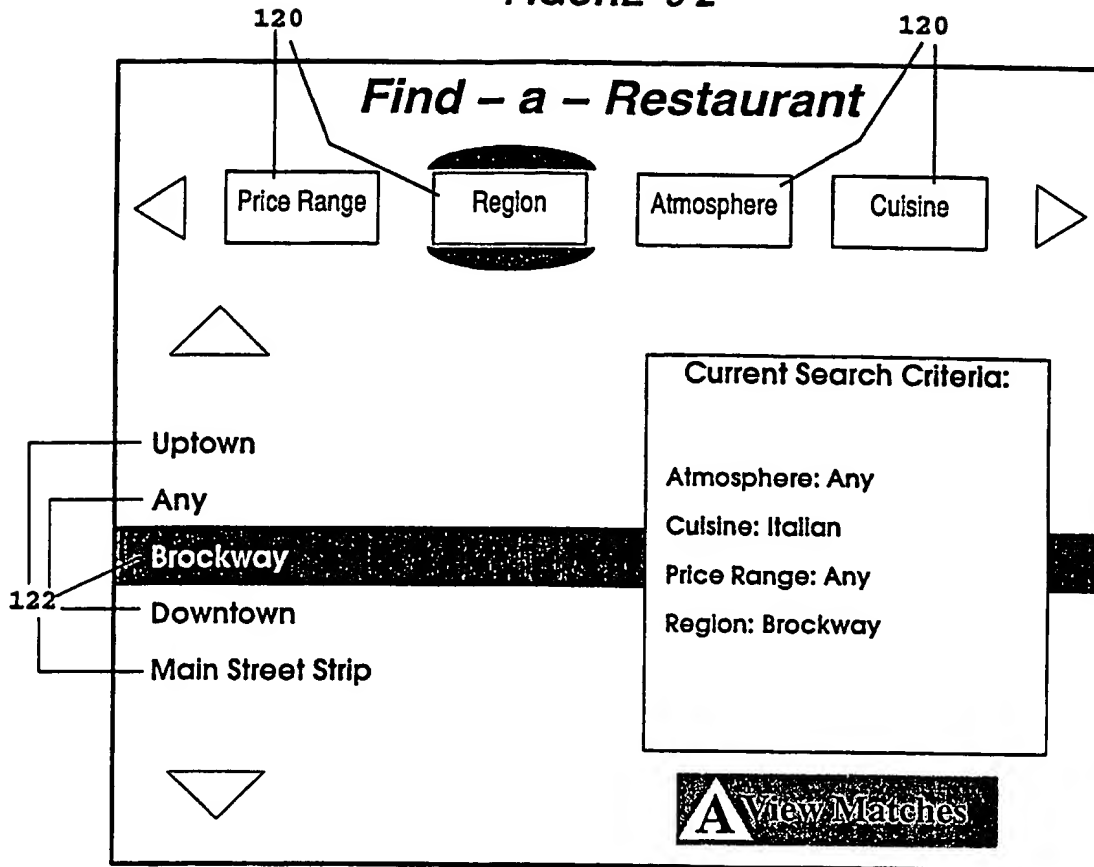 120
120
Find – a – Restaurant
Price Range
Region
Atmosphere
Cuisine
Current Search Criteria:
Uptown
Any
Brockway
Downtown
Main Street Strip
122
Atmosphere: Any
Cuisine: Italian
Price Range: Any
Region: Brockway
A View Matches